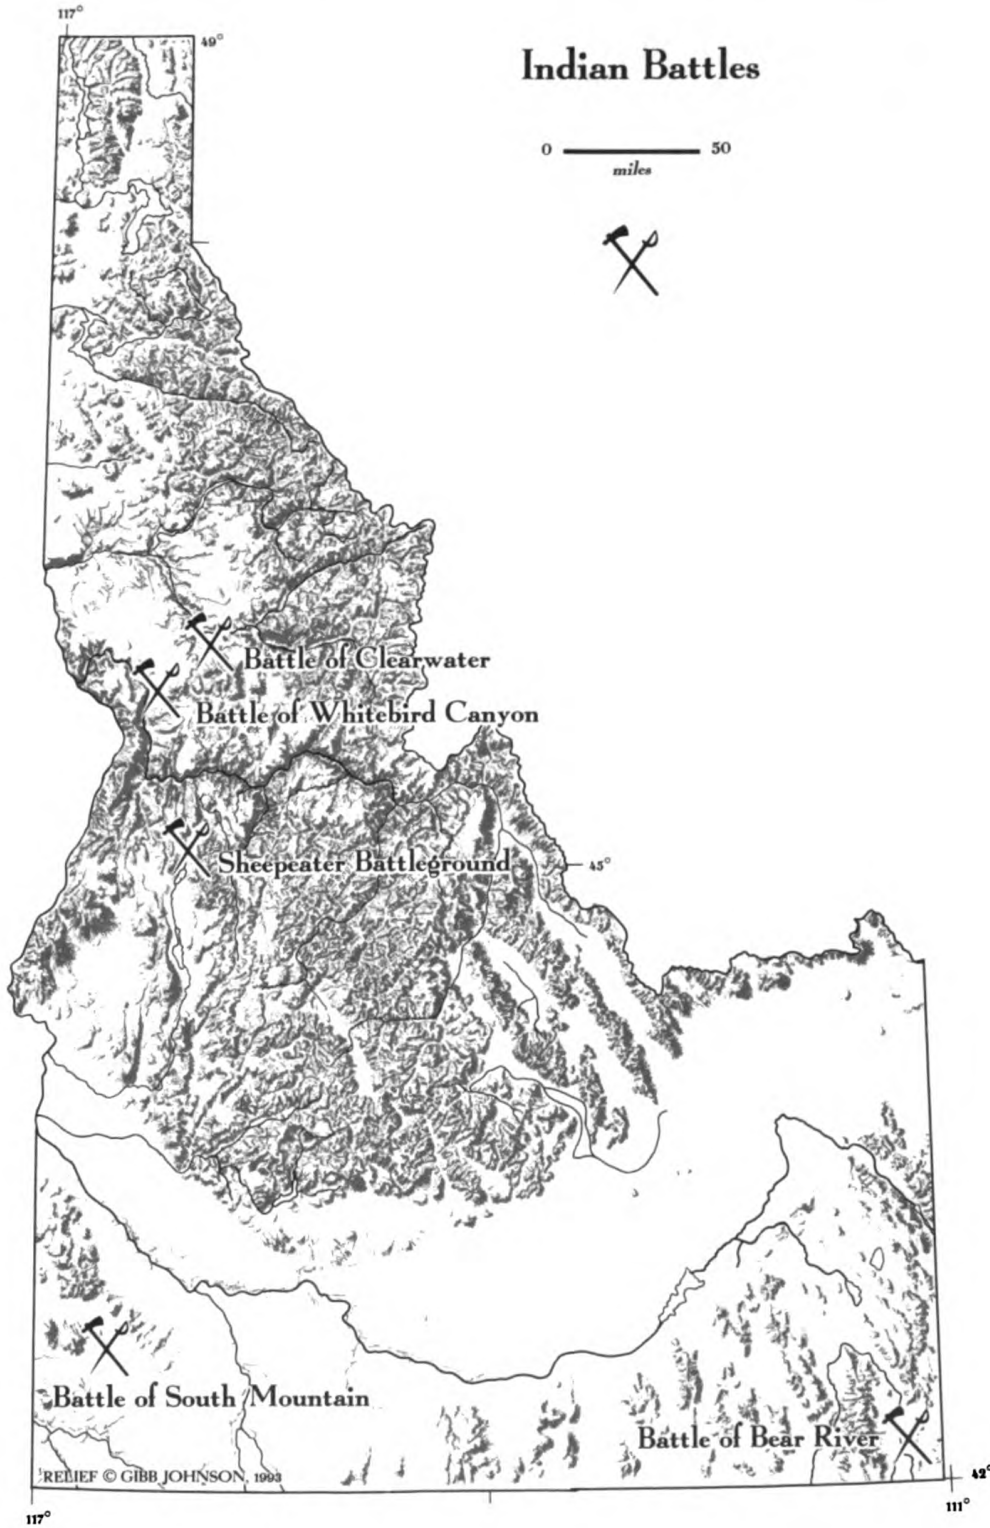 117°
49°
Indian Battles
0 50
miles
Battle of Clearwater
Battle of Whitebird Canyon
Sheepeater Battleground
45°
Battle of South Mountain
Battle of Bear River
RELIEF © GIBB JOHNSON, 1993
42°
117°
111°